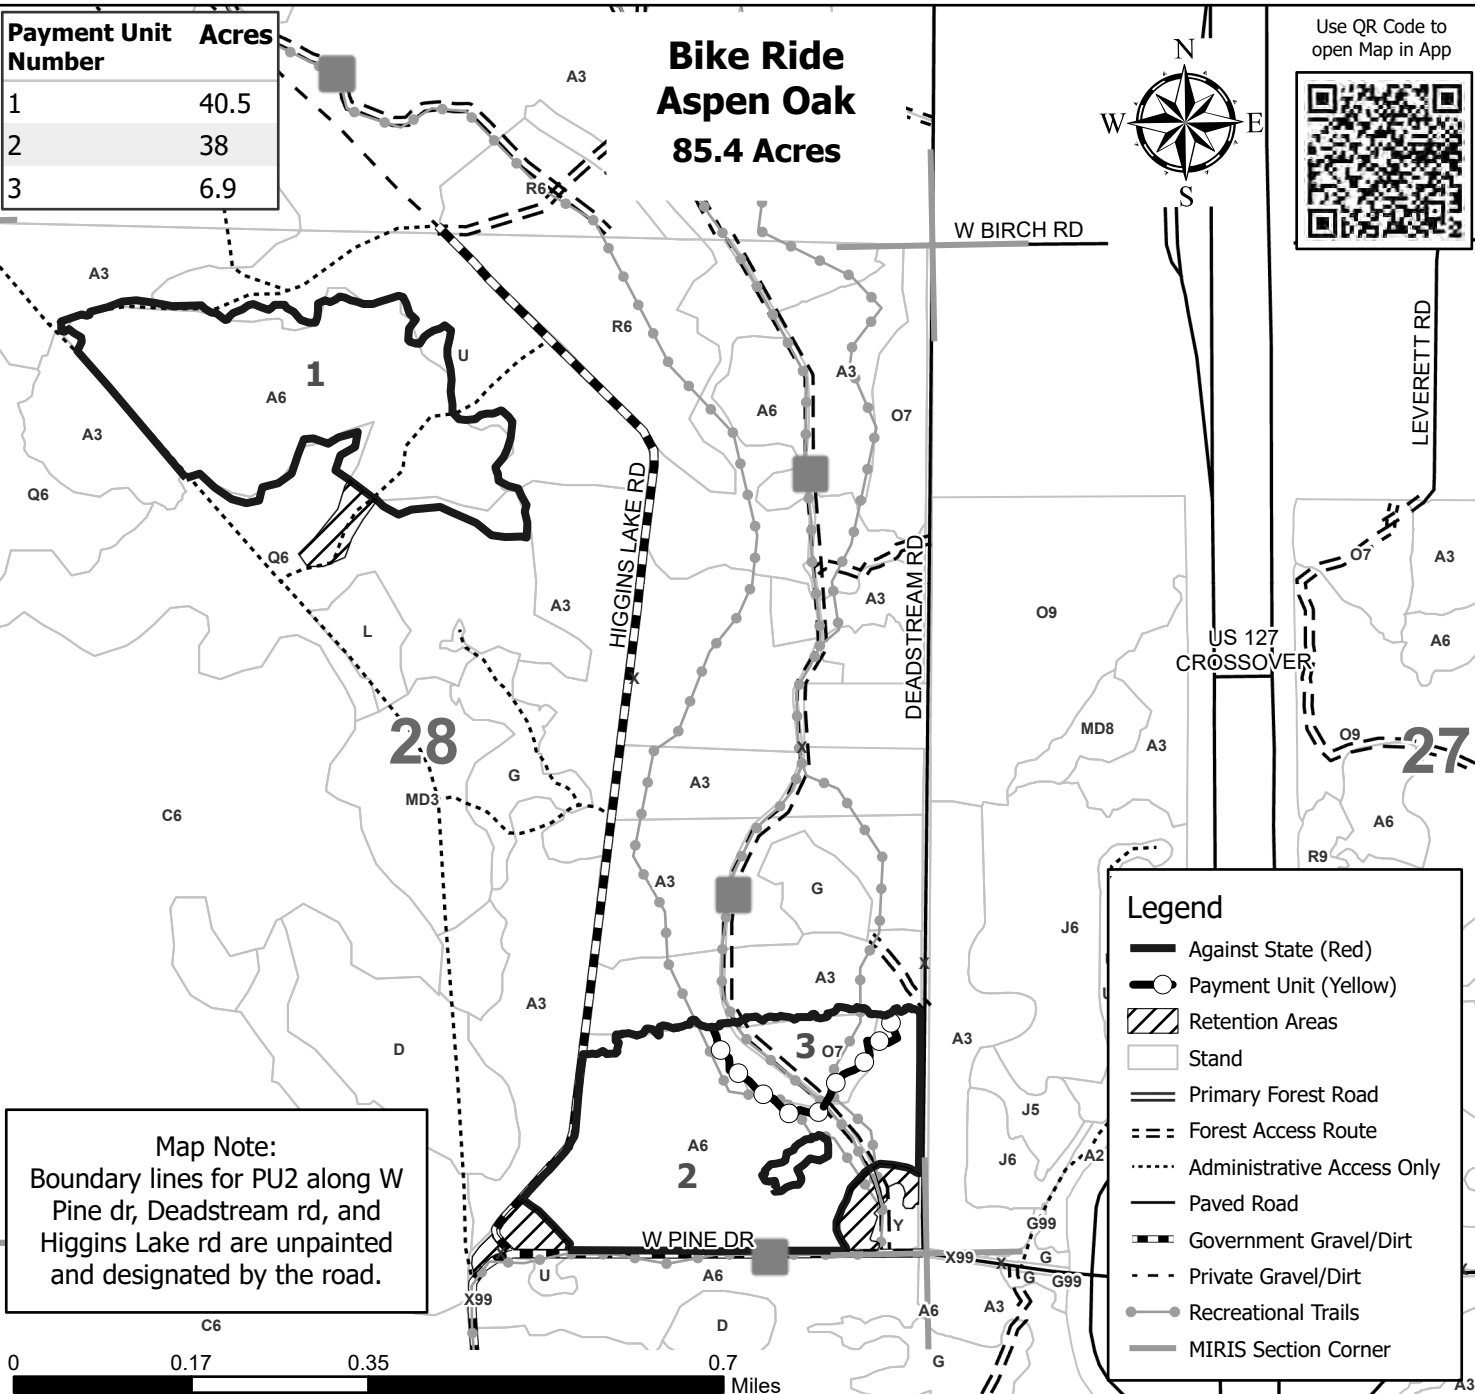 Payment Unit Number Acres
1 40.5
2 38
3 6.9
Bike Ride
Aspen Oak
85.4 Acres
N
W E
S
Use QR Code to
open Map in App
A3
R6
W BIRCH RD
A3
R6
U
1
A6
A3
A6
O7
A3
LEVERETT RD
Q6
HIGGINS LAKE RD
DEADSTREAM RD
Q6
O7
A3
A3
A3
O9
L
A6
US 127
CROSSOVER
X
28
MD8
A3
O9
27
X
G
A3
MD3
C6
A6
R9
A3
G
J6
X
A3
A3
D
A3
3
O7
J5
A6
2
J6
A2
Y
G99
W PINE DR
X99
X
G
G
G99
U
A6
X99
A6
A3
C6
D
G
A3
Map Note:
Boundary lines for PU2 along W
Pine dr, Deadstream rd, and
Higgins Lake rd are unpainted
and designated by the road.
Legend
Against State (Red)
Payment Unit (Yellow)
Retention Areas
Stand
Primary Forest Road
Forest Access Route
Administrative Access Only
Paved Road
Government Gravel/Dirt
Private Gravel/Dirt
Recreational Trails
MIRIS Section Corner
0 0.17 0.35 0.7
Miles